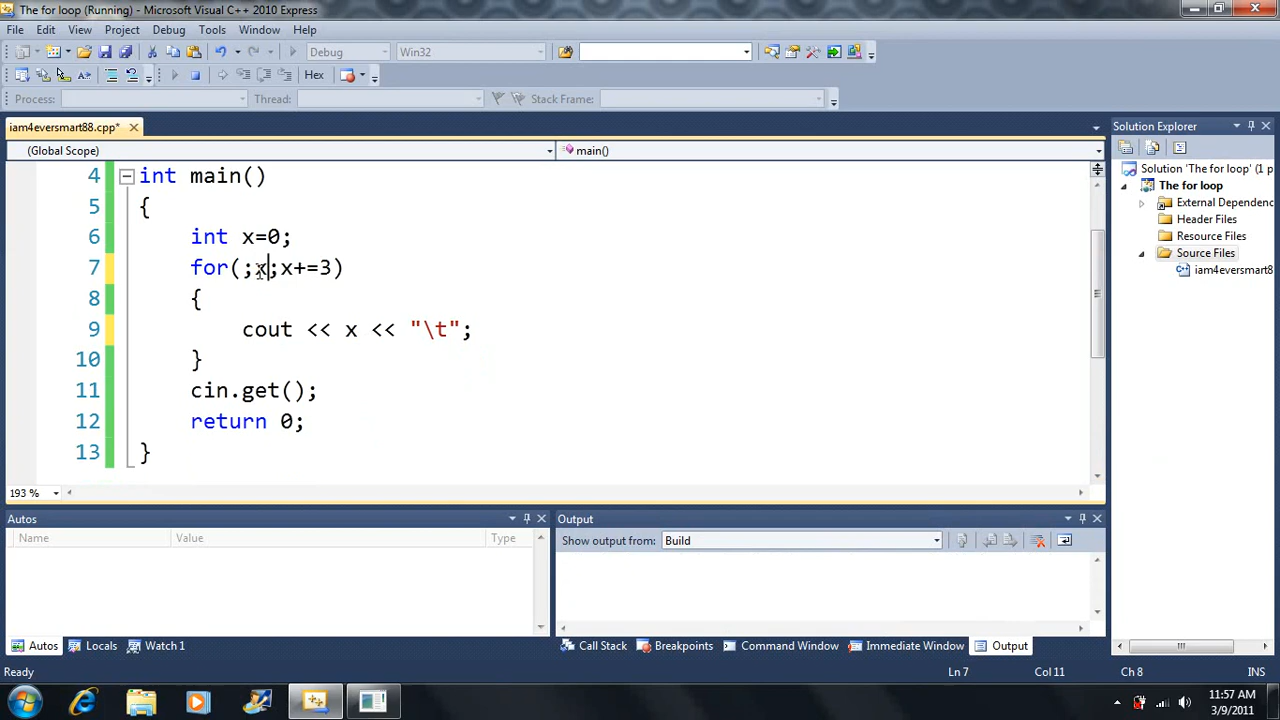 The for loop (Running) - Microsoft Visual C++ 2010 Express
File Edit View Project Debug Tools Window Help
Debug Win32
Hex
Process: Thread: Stack Frame:
iam4eversmart88.cpp*
(Global Scope) main()
4 int main()
5 {
6 int x=0;
7 for(;x;x+=3)
8 {
9 cout << x << "\t";
10 }
11 cin.get();
12 return 0;
13 }
193 %
Solution Explorer
Solution 'The for loop' (1 p
The for loop
External Dependenc
Header Files
Resource Files
Source Files
iam4eversmart8
Autos
Name Value Type
Output
Show output from: Build
Autos Locals Watch 1
Call Stack Breakpoints Command Window Immediate Window Output
Ready Ln 7 Col 11 Ch 8 INS
11:57 AM
3/9/2011